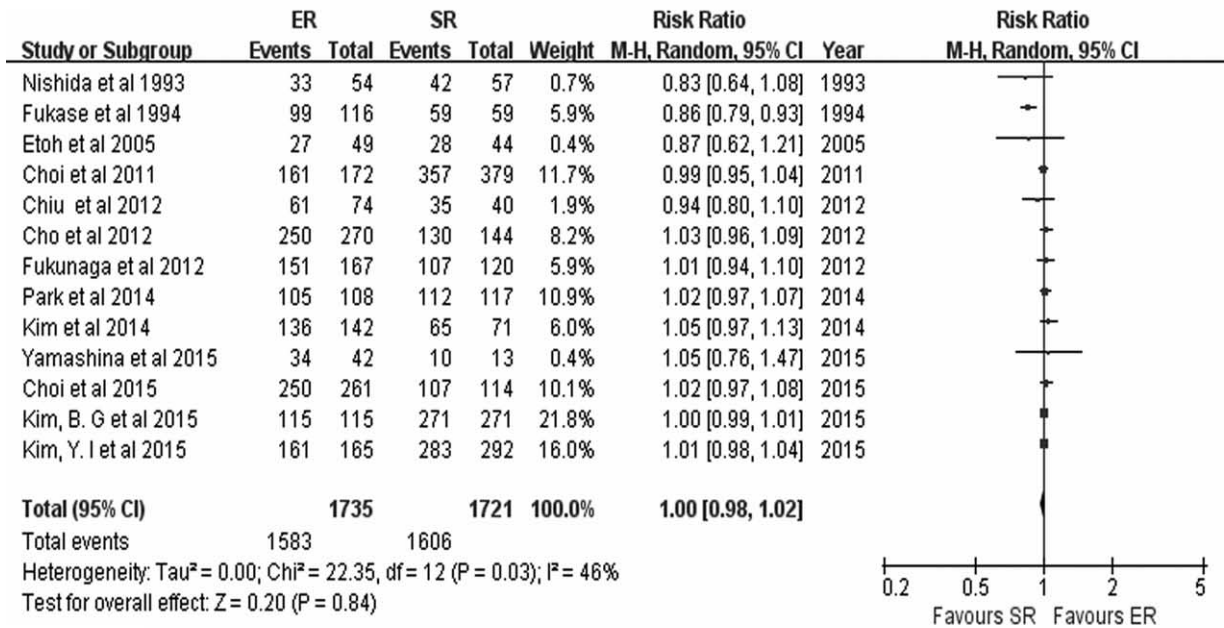 ER SR Risk Ratio Risk Ratio
Study or Subgroup Events Total Events Total Weight M-H, Random, 95% CI Year M-H, Random, 95% CI
Nishida et al 1993 33 54 42 57 0.7% 0.83 [0.64, 1.08] 1993
Fukase et al 1994 99 116 59 59 5.9% 0.86 [0.79, 0.93] 1994
Etoh et al 2005 27 49 28 44 0.4% 0.87 [0.62, 1.21] 2005
Choi et al 2011 161 172 357 379 11.7% 0.99 [0.95, 1.04] 2011
Chiu et al 2012 61 74 35 40 1.9% 0.94 [0.80, 1.10] 2012
Cho et al 2012 250 270 130 144 8.2% 1.03 [0.96, 1.09] 2012
Fukunaga et al 2012 151 167 107 120 5.9% 1.01 [0.94, 1.10] 2012
Park et al 2014 105 108 112 117 10.9% 1.02 [0.97, 1.07] 2014
Kim et al 2014 136 142 65 71 6.0% 1.05 [0.97, 1.13] 2014
Yamashina et al 2015 34 42 10 13 0.4% 1.05 [0.76, 1.47] 2015
Choi et al 2015 250 261 107 114 10.1% 1.02 [0.97, 1.08] 2015
Kim, B. G et al 2015 115 115 271 271 21.8% 1.00 [0.99, 1.01] 2015
Kim, Y. I et al 2015 161 165 283 292 16.0% 1.01 [0.98, 1.04] 2015
Total (95% CI) 1735 1721 100.0% 1.00 [0.98, 1.02]
Total events 1583 1606
Heterogeneity: Tau² = 0.00; Chi² = 22.35, df = 12 (P = 0.03); I² = 46%
Test for overall effect: Z = 0.20 (P = 0.84)
0.2 0.5 1 2 5
Favours SR Favours ER